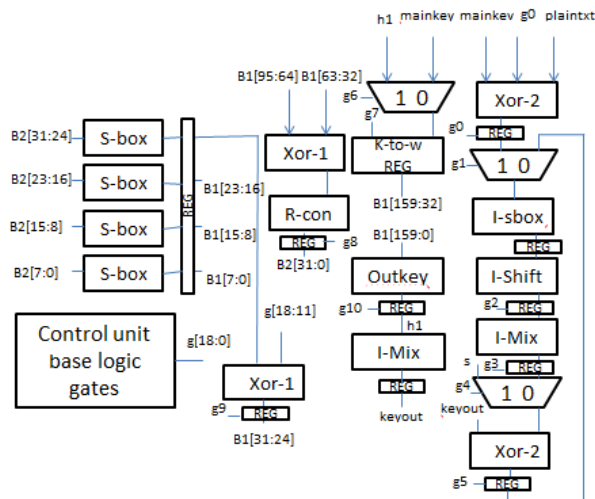 h1 mainkey mainkey g0 plaintxt
B1[95:64] B1[63:32]
g6 1 0 Xor-2
g7
B2[31:24] S-box
g0 REG
Xor-1 K-to-w REG
g1 1 0
B2[23:16] S-box REG B1[23:16]
B1[159:32]
R-con I-sbox
B2[15:8] S-box B1[15:8]
REG g8 B1[159:0] REG
B2[31:0]
B2[7:0] S-box B1[7:0]
Outkey I-Shift
g10 REG g2 REG
g[18:11] h1
Control unit base logic gates g[18:0]
I-Mix I-Mix
s g3 REG
Xor-1 REG g4 1 0
g9 REG keyout keyout
B1[31:24]
Xor-2
g5 REG